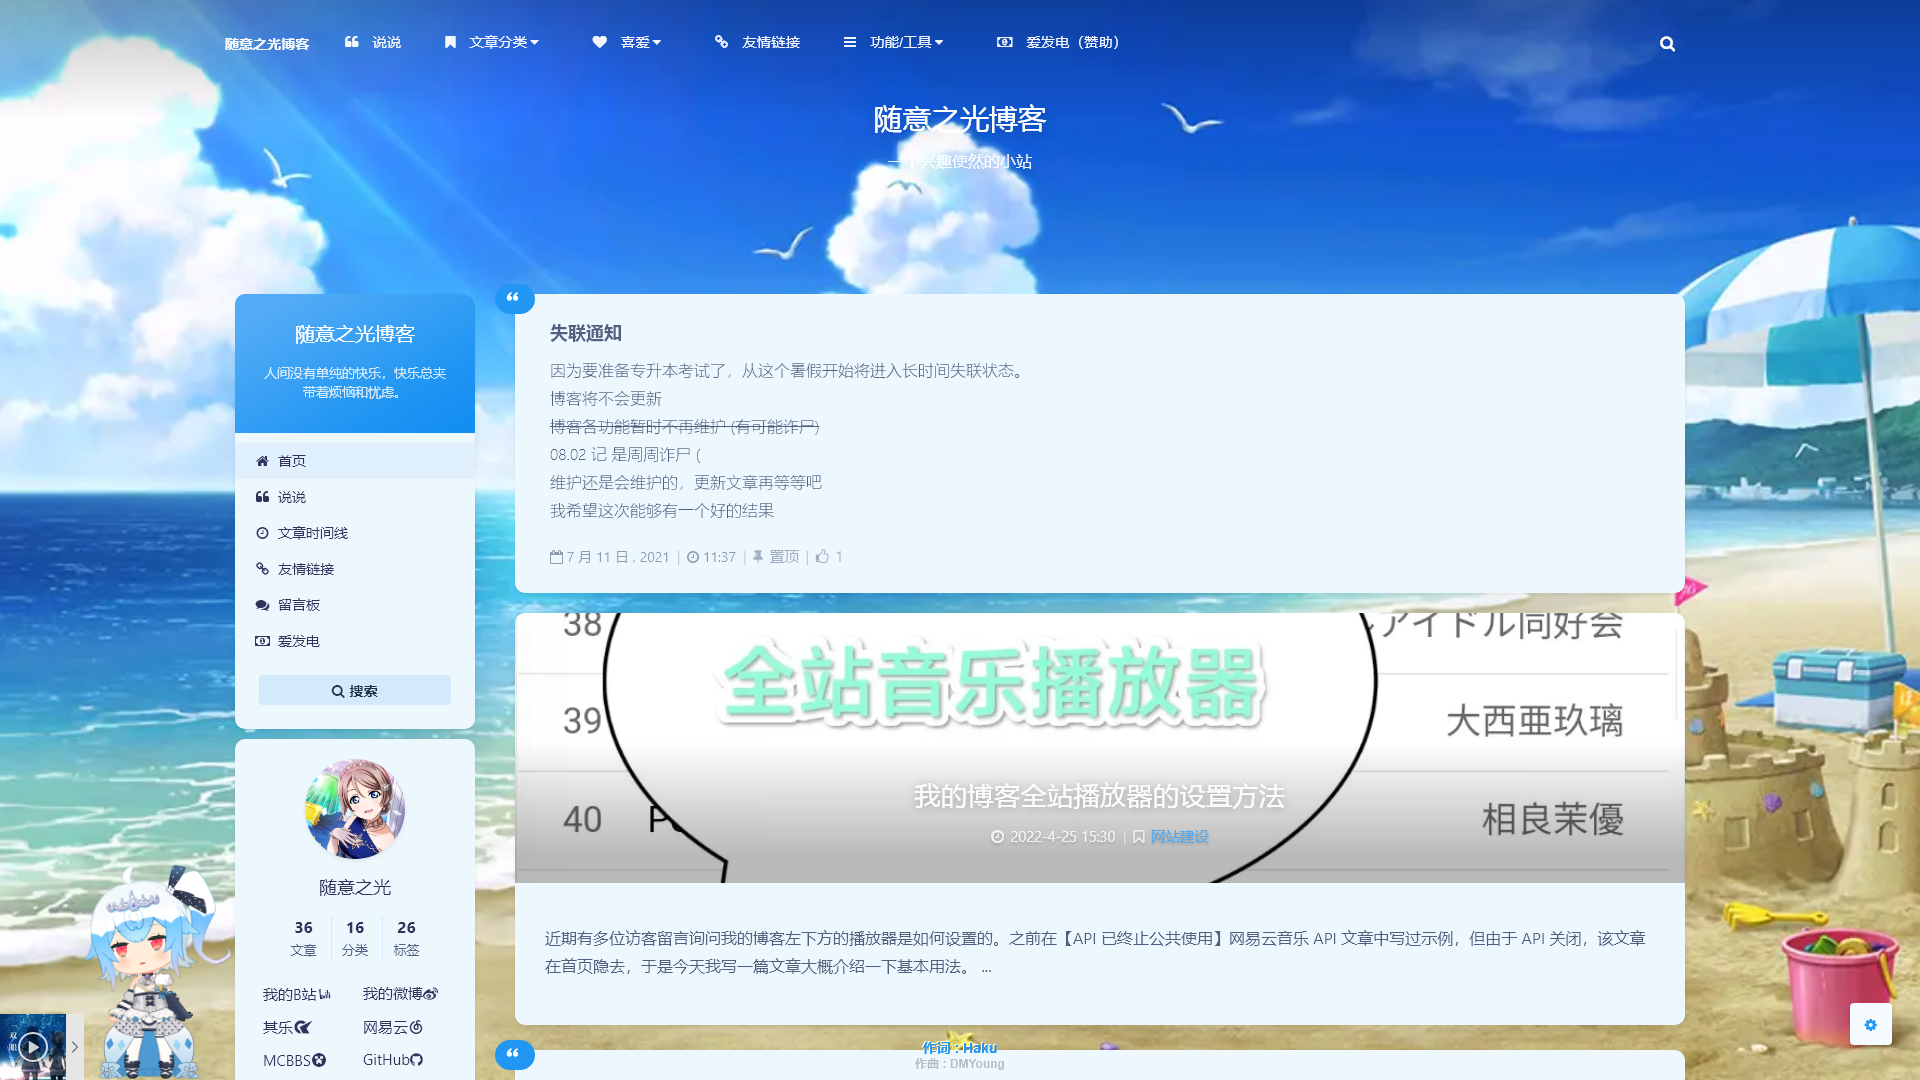 随意之光博客
说说
文章分类
喜爱
友情链接
功能/工具
爱发电（赞助）
随意之光博客
一个兴趣使然的小站
随意之光博客
人间没有单纯的快乐，快乐总夹
带着烦恼和忧虑。
首页
说说
文章时间线
友情链接
留言板
爱发电
搜索
随意之光
36 16 26
文章 分类 标签
我的B站 我的微博
其乐 网易云
MCBBS GitHub
失联通知
因为要准备专升本考试了，从这个暑假开始将进入长时间失联状态。
博客将不会更新
博客各功能暂时不再维护 (有可能诈尸)
08.02 记 是周周诈尸 (
维护还是会维护的，更新文章再等等吧
我希望这次能够有一个好的结果
7 月 11 日 , 2021 | 11:37 | 置顶 | 1
38
全站音乐播放器
アイドル同好会
39
大西亜玖璃
40
相良茉優
我的博客全站播放器的设置方法
2022-4-25 15:30 | 网站建设
近期有多位访客留言询问我的博客左下方的播放器是如何设置的。之前在【API 已终止公共使用】网易云音乐 API 文章中写过示例，但由于 API 关闭，该文章
在首页隐去，于是今天我写一篇文章大概介绍一下基本用法。 ...
作词 : Haku
作曲 : DMYoung